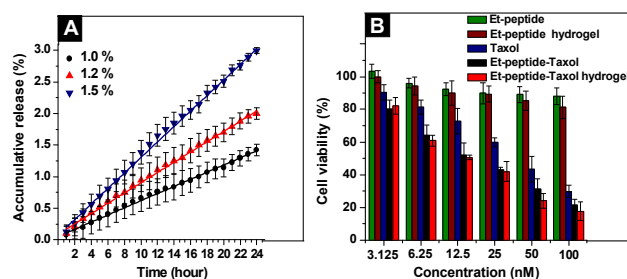 A
1.0 %
1.2 %
1.5 %
Accumulative release (%)
3.0
2.5
2.0
1.5
1.0
0.5
0.0
2 4 6 8 10 12 14 16 18 20 22 24
Time (hour)
B
Et-peptide
Et-peptide hydrogel
Taxol
Et-peptide-Taxol
Et-peptide-Taxol hydrogel
Cell viability (%)
100
80
60
40
20
0
3.125 6.25 12.5 25 50 100
Concentration (nM)